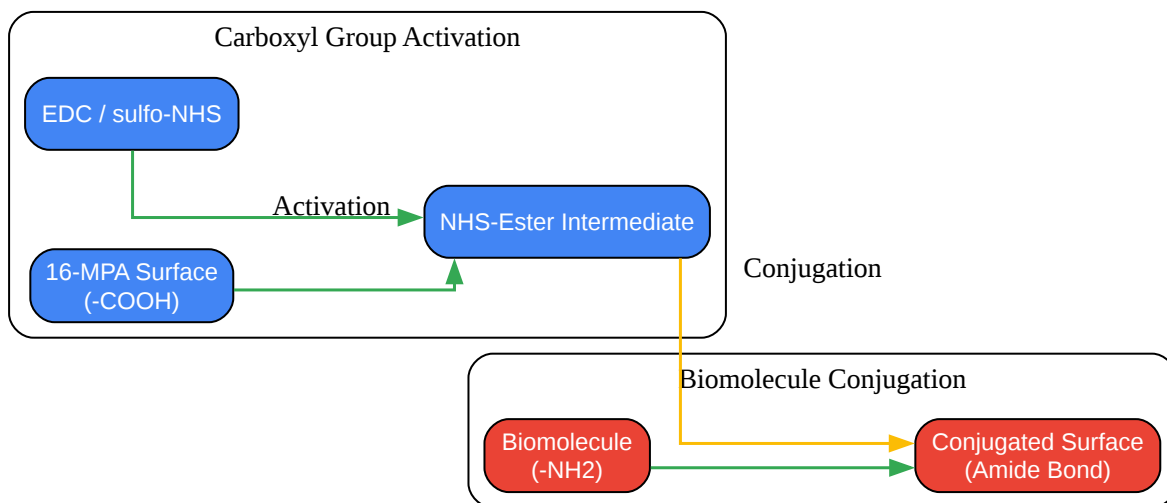 Carboxyl Group Activation
EDC / sulfo-NHS
Activation
NHS-Ester Intermediate
16-MPA Surface
(-COOH)
Conjugation
Biomolecule Conjugation
Biomolecule
(-NH2)
Conjugated Surface
(Amide Bond)